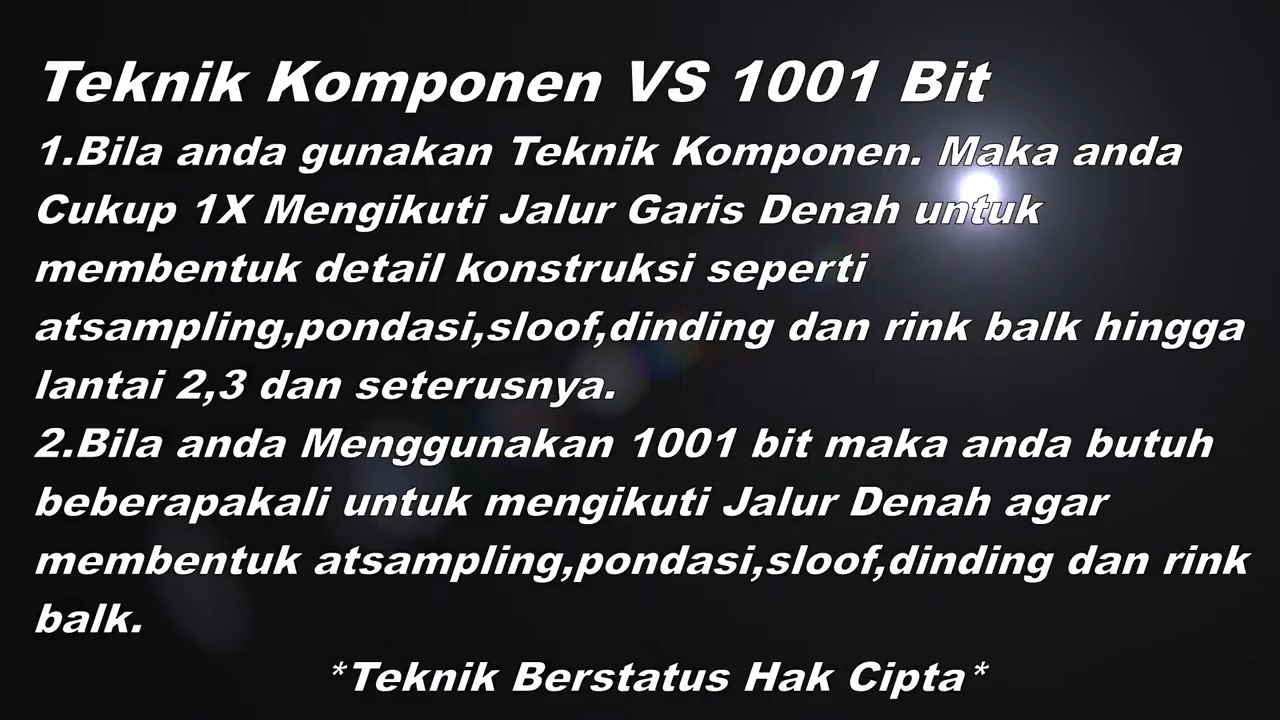 Teknik Komponen VS 1001 Bit
1.Bila anda gunakan Teknik Komponen. Maka anda
Cukup 1X Mengikuti Jalur Garis Denah untuk
membentuk detail konstruksi seperti
atsampling,pondasi,sloof,dinding dan rink balk hingga
lantai 2,3 dan seterusnya.
2.Bila anda Menggunakan 1001 bit maka anda butuh
beberapakali untuk mengikuti Jalur Denah agar
membentuk atsampling,pondasi,sloof,dinding dan rink
balk.
*Teknik Berstatus Hak Cipta*